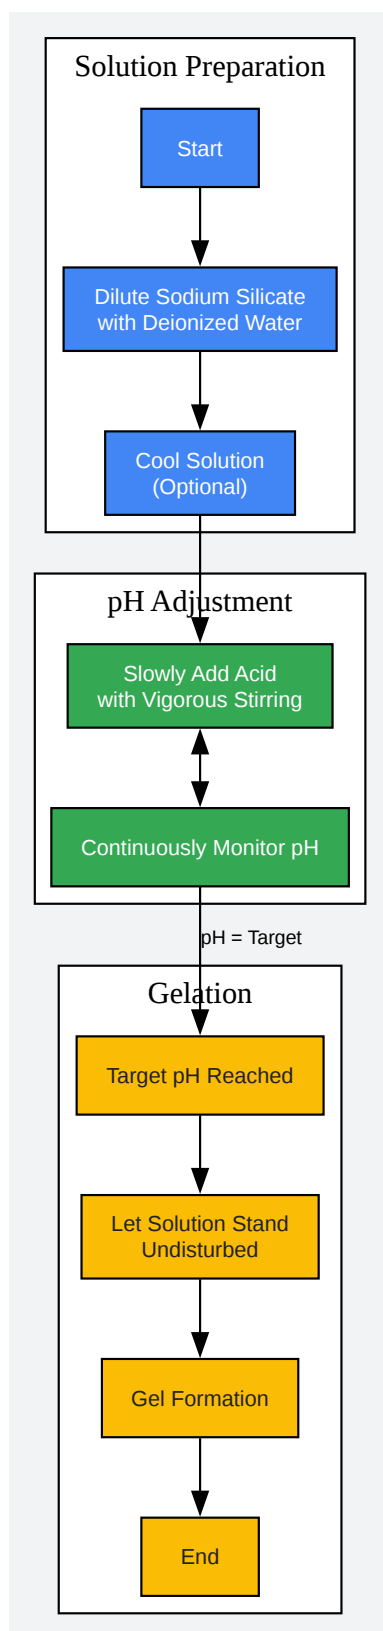 Solution Preparation
Start
Dilute Sodium Silicate
with Deionized Water
Cool Solution
(Optional)
pH Adjustment
Slowly Add Acid
with Vigorous Stirring
Continuously Monitor pH
pH = Target
Gelation
Target pH Reached
Let Solution Stand
Undisturbed
Gel Formation
End